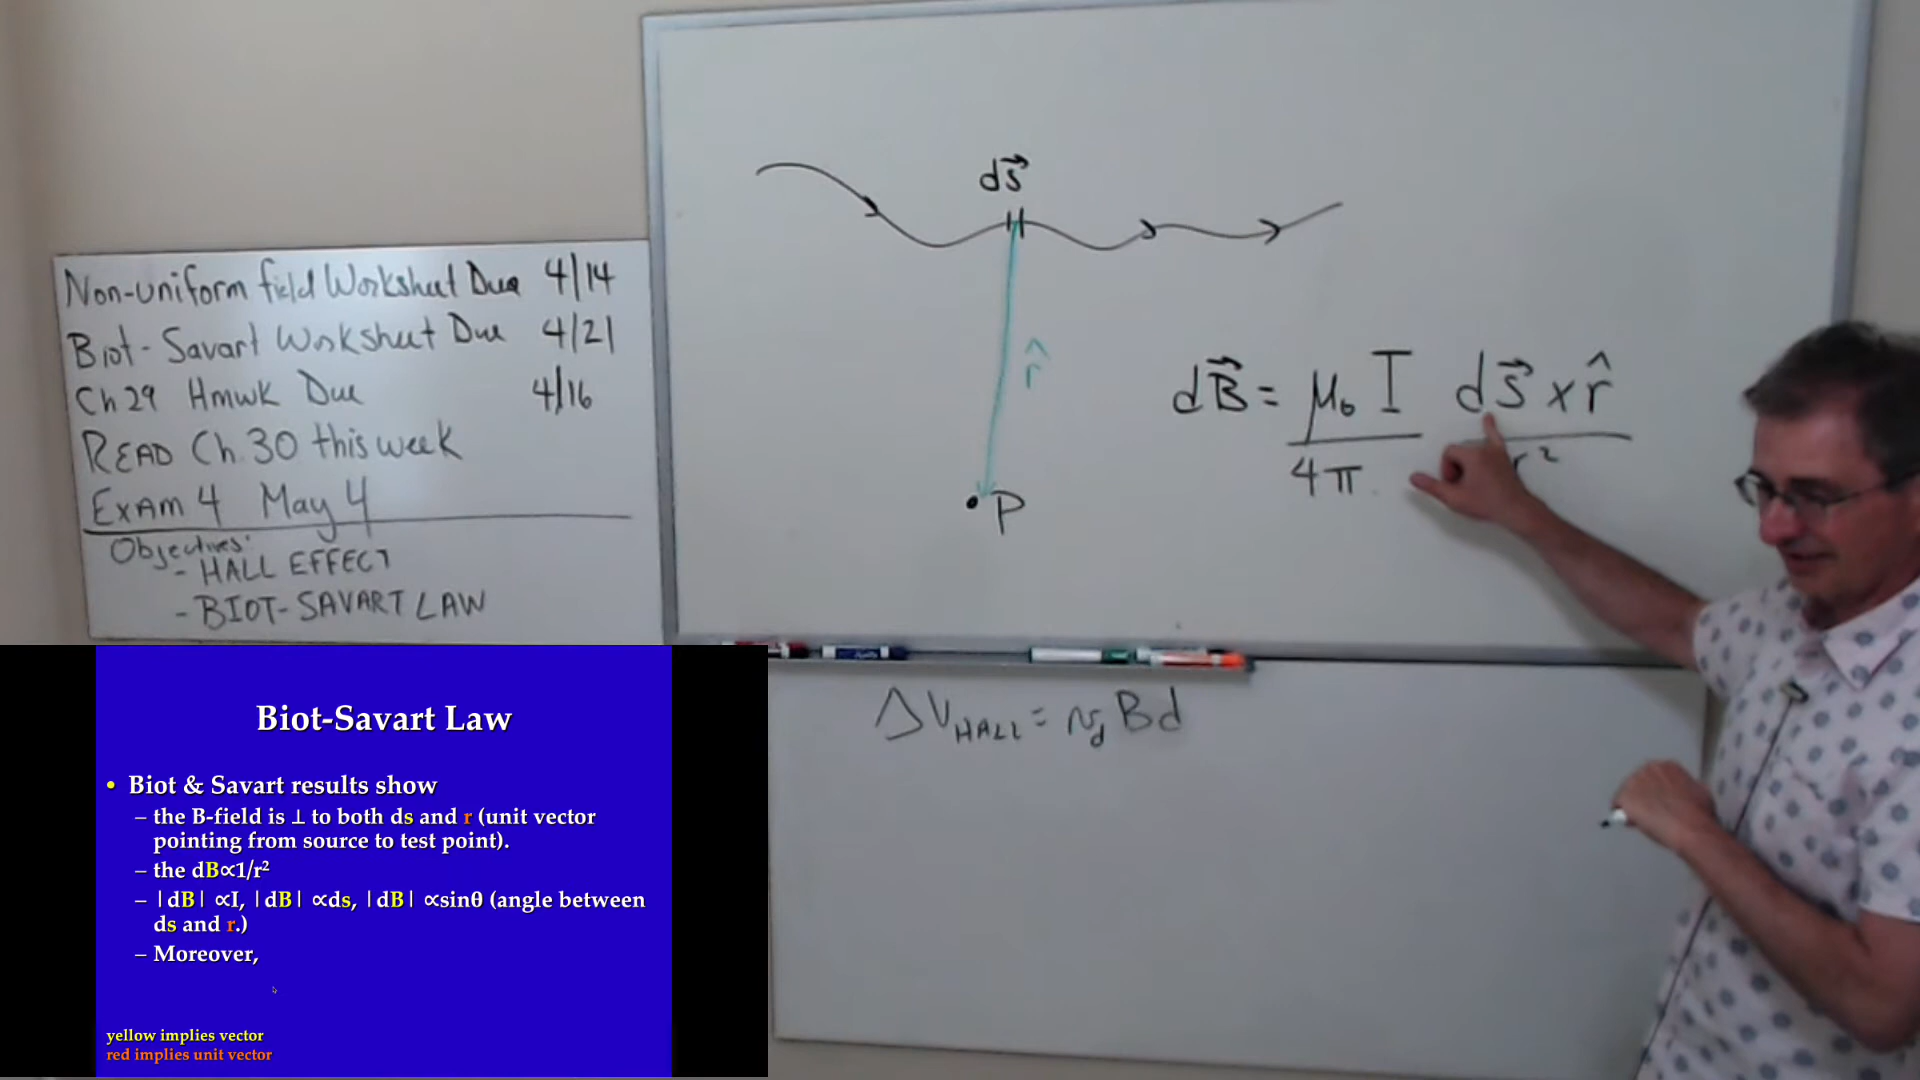 Non-uniform field Worksheet Due 4/14
Biot-Savart Worksheet Due 4/21
Ch 29 Hmwk Due 4/16
READ Ch. 30 this week
EXAM 4 May 4
Objectives:
- HALL EFFECT
- BIOT-SAVART LAW
ds⃗
r̂
P
dB⃗ = μ₀ I ds⃗ × r̂
4π r²
ΔV_HALL = v_d B d
Biot-Savart Law
• Biot & Savart results show
– the B-field is ⊥ to both ds and r (unit vector
pointing from source to test point).
– the dB∝1/r²
– |dB| ∝I, |dB| ∝ds, |dB| ∝sinθ (angle between
ds and r.)
– Moreover,
yellow implies vector
red implies unit vector